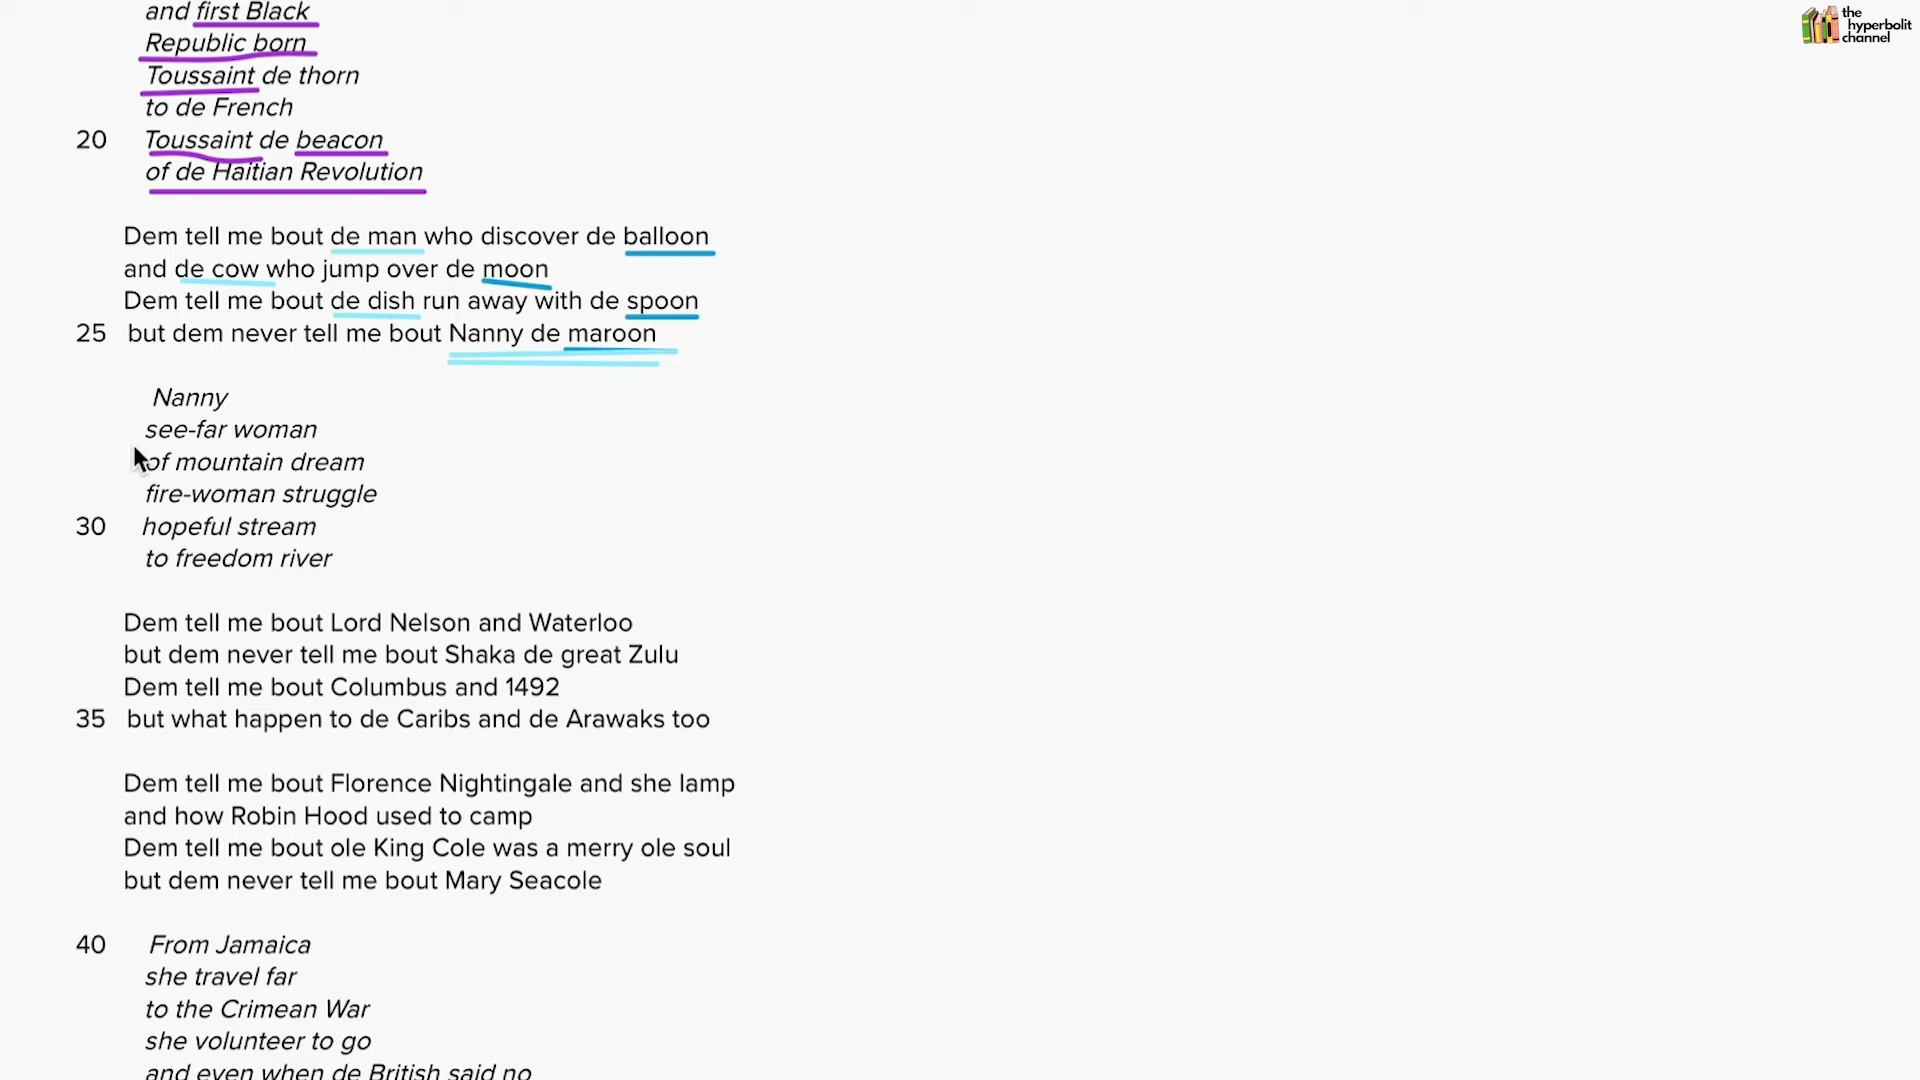 and first Black
Republic born
Toussaint de thorn
to de French
20 Toussaint de beacon
of de Haitian Revolution
Dem tell me bout de man who discover de balloon
and de cow who jump over de moon
Dem tell me bout de dish run away with de spoon
25 but dem never tell me bout Nanny de maroon
Nanny
see-far woman
of mountain dream
fire-woman struggle
30 hopeful stream
to freedom river
Dem tell me bout Lord Nelson and Waterloo
but dem never tell me bout Shaka de great Zulu
Dem tell me bout Columbus and 1492
35 but what happen to de Caribs and de Arawaks too
Dem tell me bout Florence Nightingale and she lamp
and how Robin Hood used to camp
Dem tell me bout ole King Cole was a merry ole soul
but dem never tell me bout Mary Seacole
40 From Jamaica
she travel far
to the Crimean War
she volunteer to go
and even when de British said no
the
hyperbolit
channel